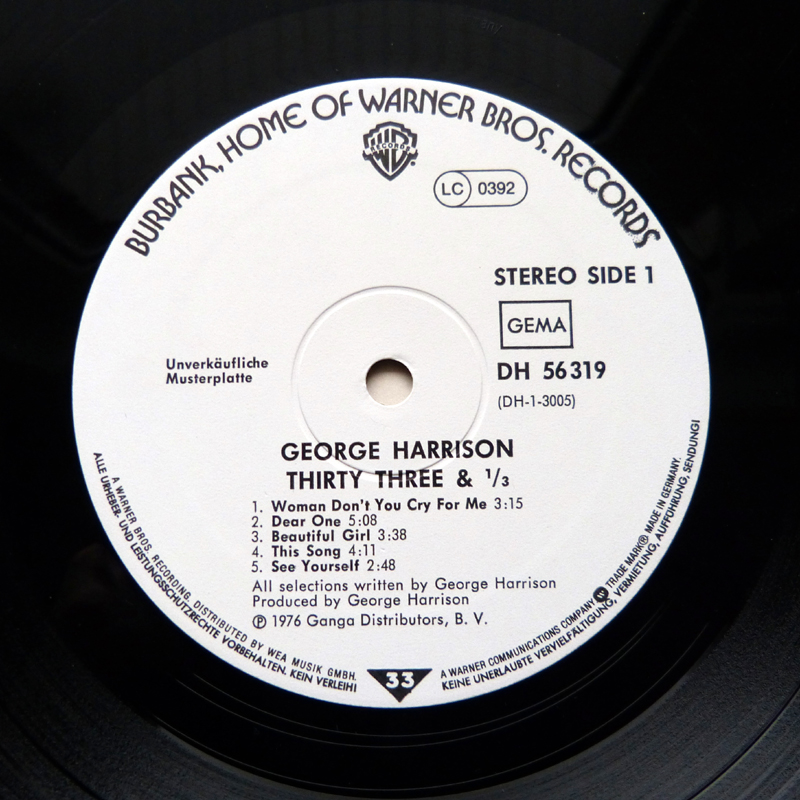 BURBANK, HOME OF WARNER BROS. RECORDS
WB
RECORDS
LC 0392
STEREO SIDE 1
GEMA
DH 56319
(DH-1-3005)
Unverkäufliche
Musterplatte
GEORGE HARRISON
THIRTY THREE & 1/3
1. Woman Don't You Cry For Me 3:15
2. Dear One 5:08
3. Beautiful Girl 3:38
4. This Song 4:11
5. See Yourself 2:48
All selections written by George Harrison
Produced by George Harrison
℗ 1976 Ganga Distributors, B. V.
A WARNER BROS. RECORDING, DISTRIBUTED BY WEA MUSIK GMBH.
A WARNER COMMUNICATIONS COMPANY TRADE MARK® MADE IN GERMANY.
ALLE URHEBER- UND LEISTUNGSSCHUTZRECHTE VORBEHALTEN. KEIN VERLEIH!
KEINE UNERLAUBTE VERVIELFÄLTIGUNG, VERMIETUNG, AUFFÜHRUNG, SENDUNG!
33